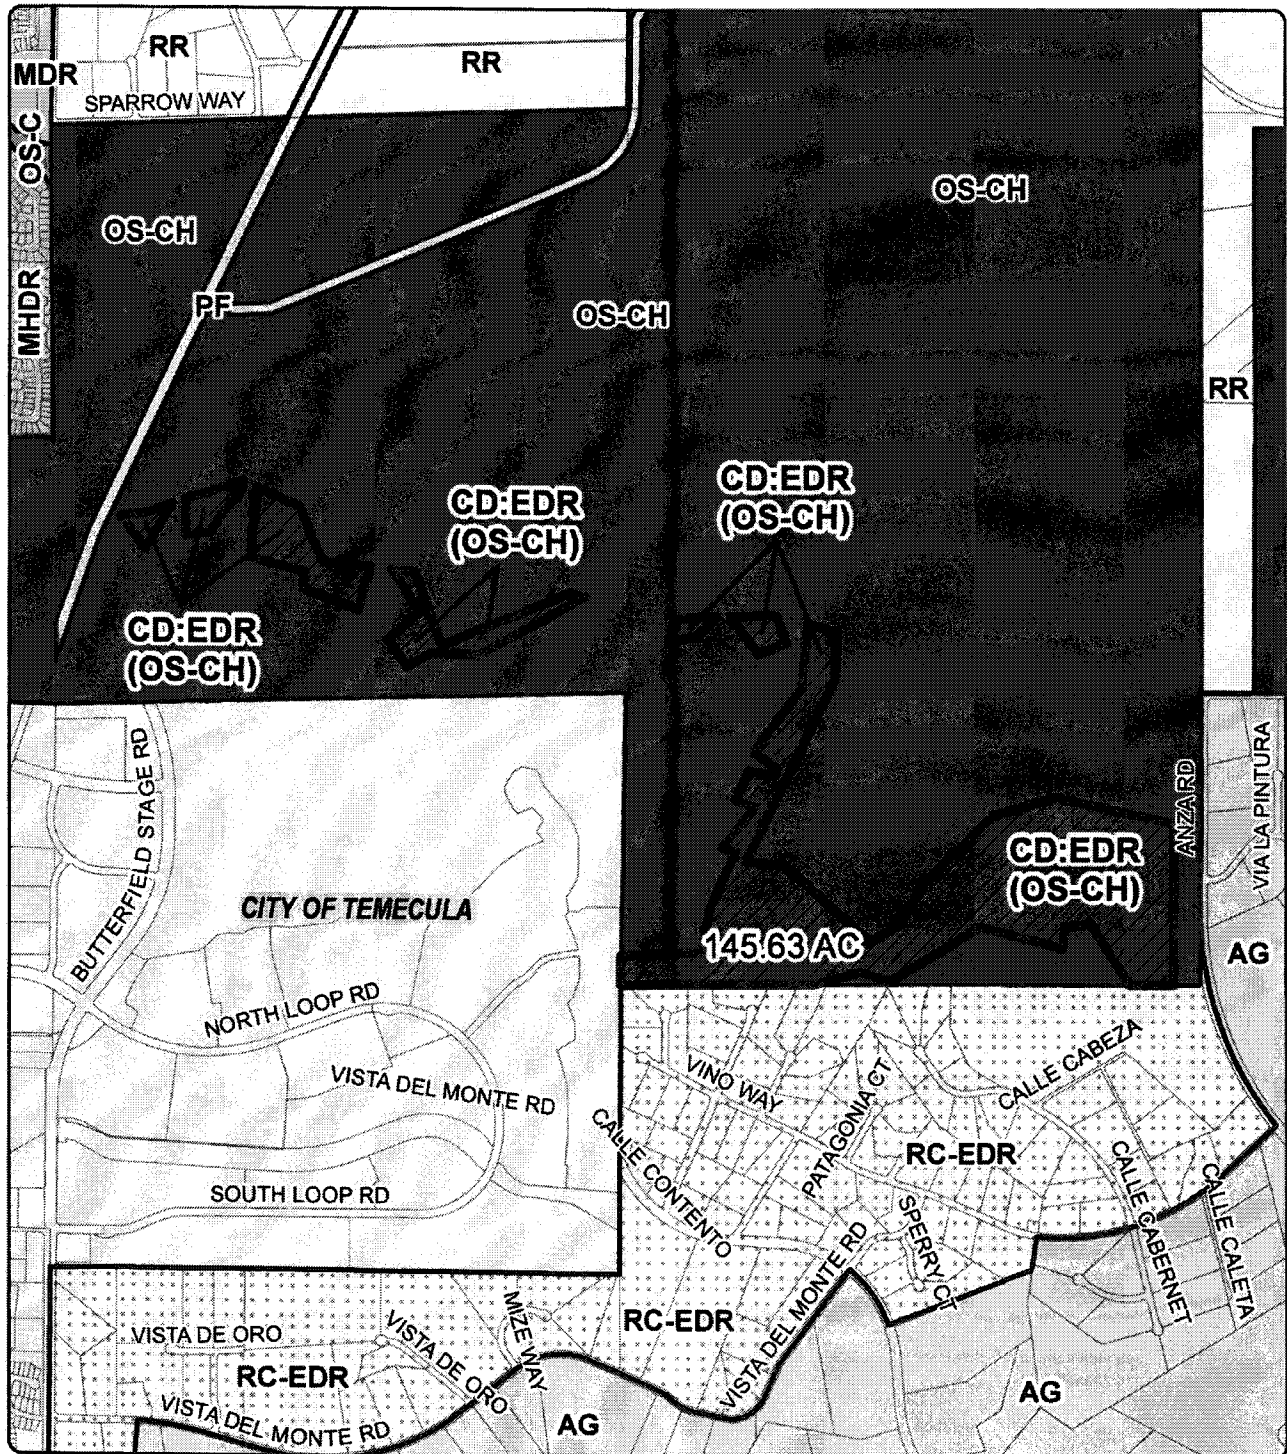 RR
RR
MDR
SPARROW WAY
OS-C
OS-CH
OS-CH
MHDR
PF
OS-CH
RR
CD:EDR
(OS-CH)
CD:EDR
(OS-CH)
CD:EDR
(OS-CH)
BUTTERFIELD STAGE RD
ANZA RD
VIA LA PINTURA
CD:EDR
(OS-CH)
CITY OF TEMECULA
145.63 AC
AG
NORTH LOOP RD
VINO WAY
PATAGONIA CT
CALLE CABEZA
VISTA DEL MONTE RD
CALLE CONTENTO
RC-EDR
CALLE CABERNET
CALLE CALETA
SOUTH LOOP RD
SPERRY CT
VISTA DEL MONTE RD
RC-EDR
MIZE WAY
VISTA DE ORO
VISTA DE ORO
RC-EDR
VISTA DEL MONTE RD
AG
AG